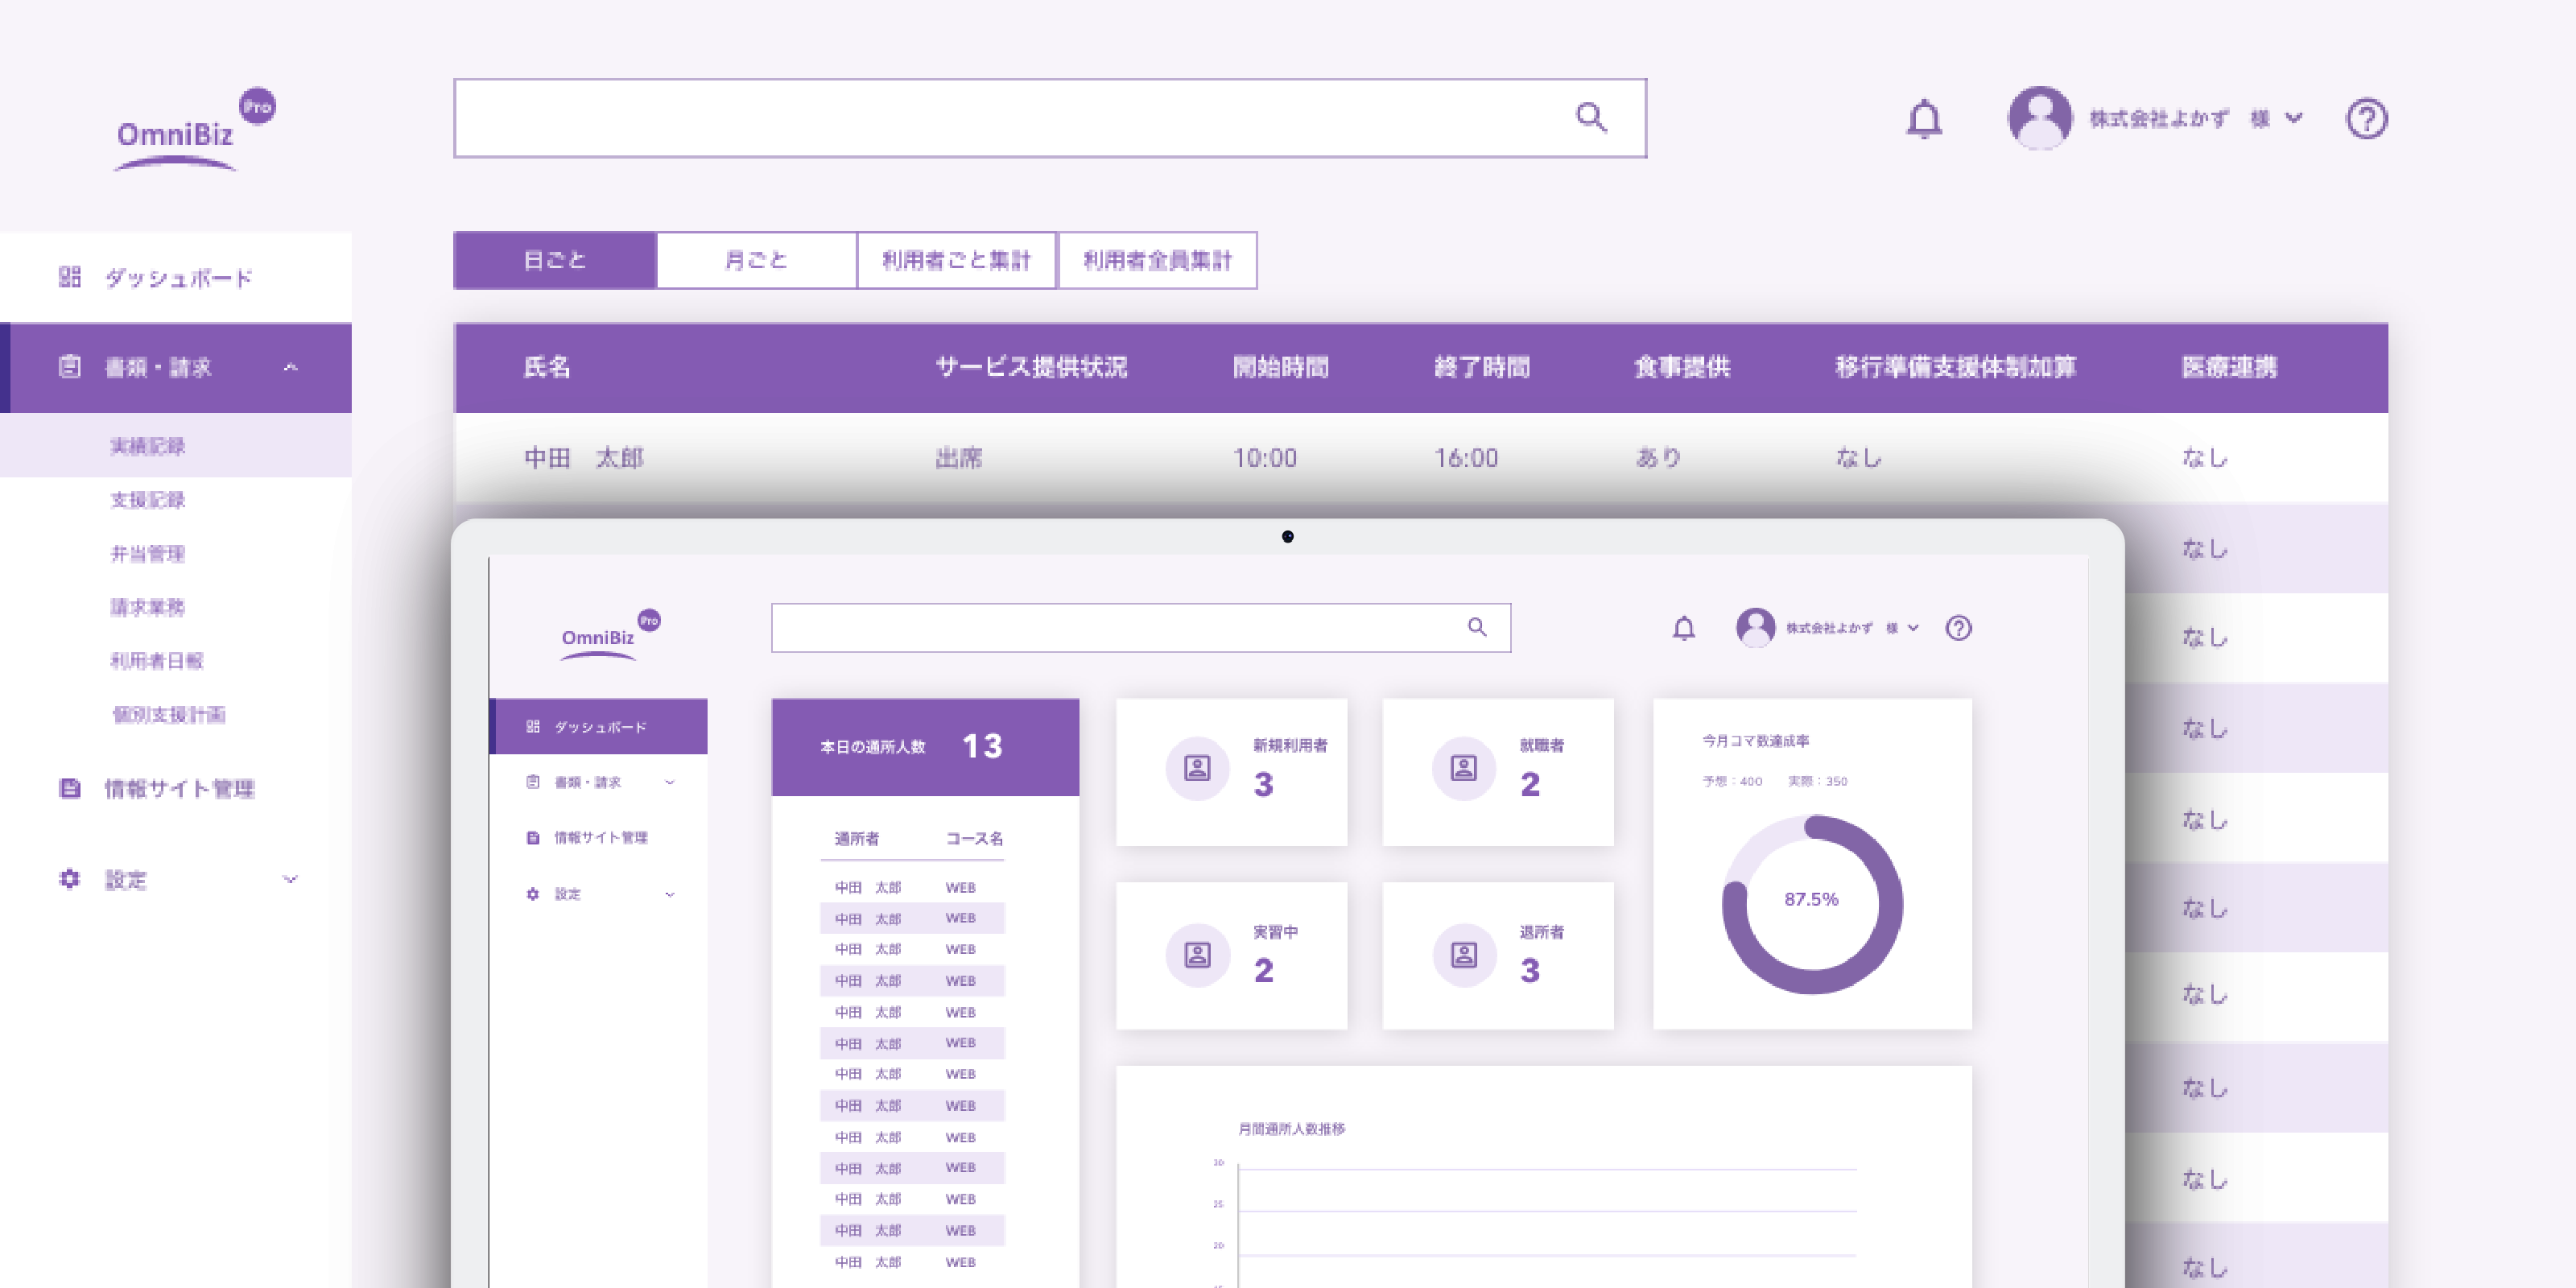 OmniBiz Pro
株式会社よかず 様
日ごと 月ごと 利用者ごと集計 利用者全員集計
ダッシュボード
書類・請求
実績記録
支援記録
弁当管理
請求業務
利用者日報
個別支援計画
情報サイト管理
設定
氏名 サービス提供状況 開始時間 終了時間 食事提供 移行準備支援体制加算 医療連携
中田 太郎 出席 10:00 16:00 あり なし なし
なし
なし
なし
なし
なし
なし
なし
なし
なし
OmniBiz Pro
株式会社よかず 様
ダッシュボード
書類・請求
情報サイト管理
設定
本日の通所人数 13
通所者 コース名
中田 太郎 WEB
中田 太郎 WEB
中田 太郎 WEB
中田 太郎 WEB
中田 太郎 WEB
中田 太郎 WEB
中田 太郎 WEB
中田 太郎 WEB
中田 太郎 WEB
中田 太郎 WEB
中田 太郎 WEB
中田 太郎 WEB
中田 太郎 WEB
新規利用者
3
就職者
2
実習中
2
退所者
3
今月コマ数達成率
予想：400 実際：350
87.5%
月間通所人数推移
30
25
20